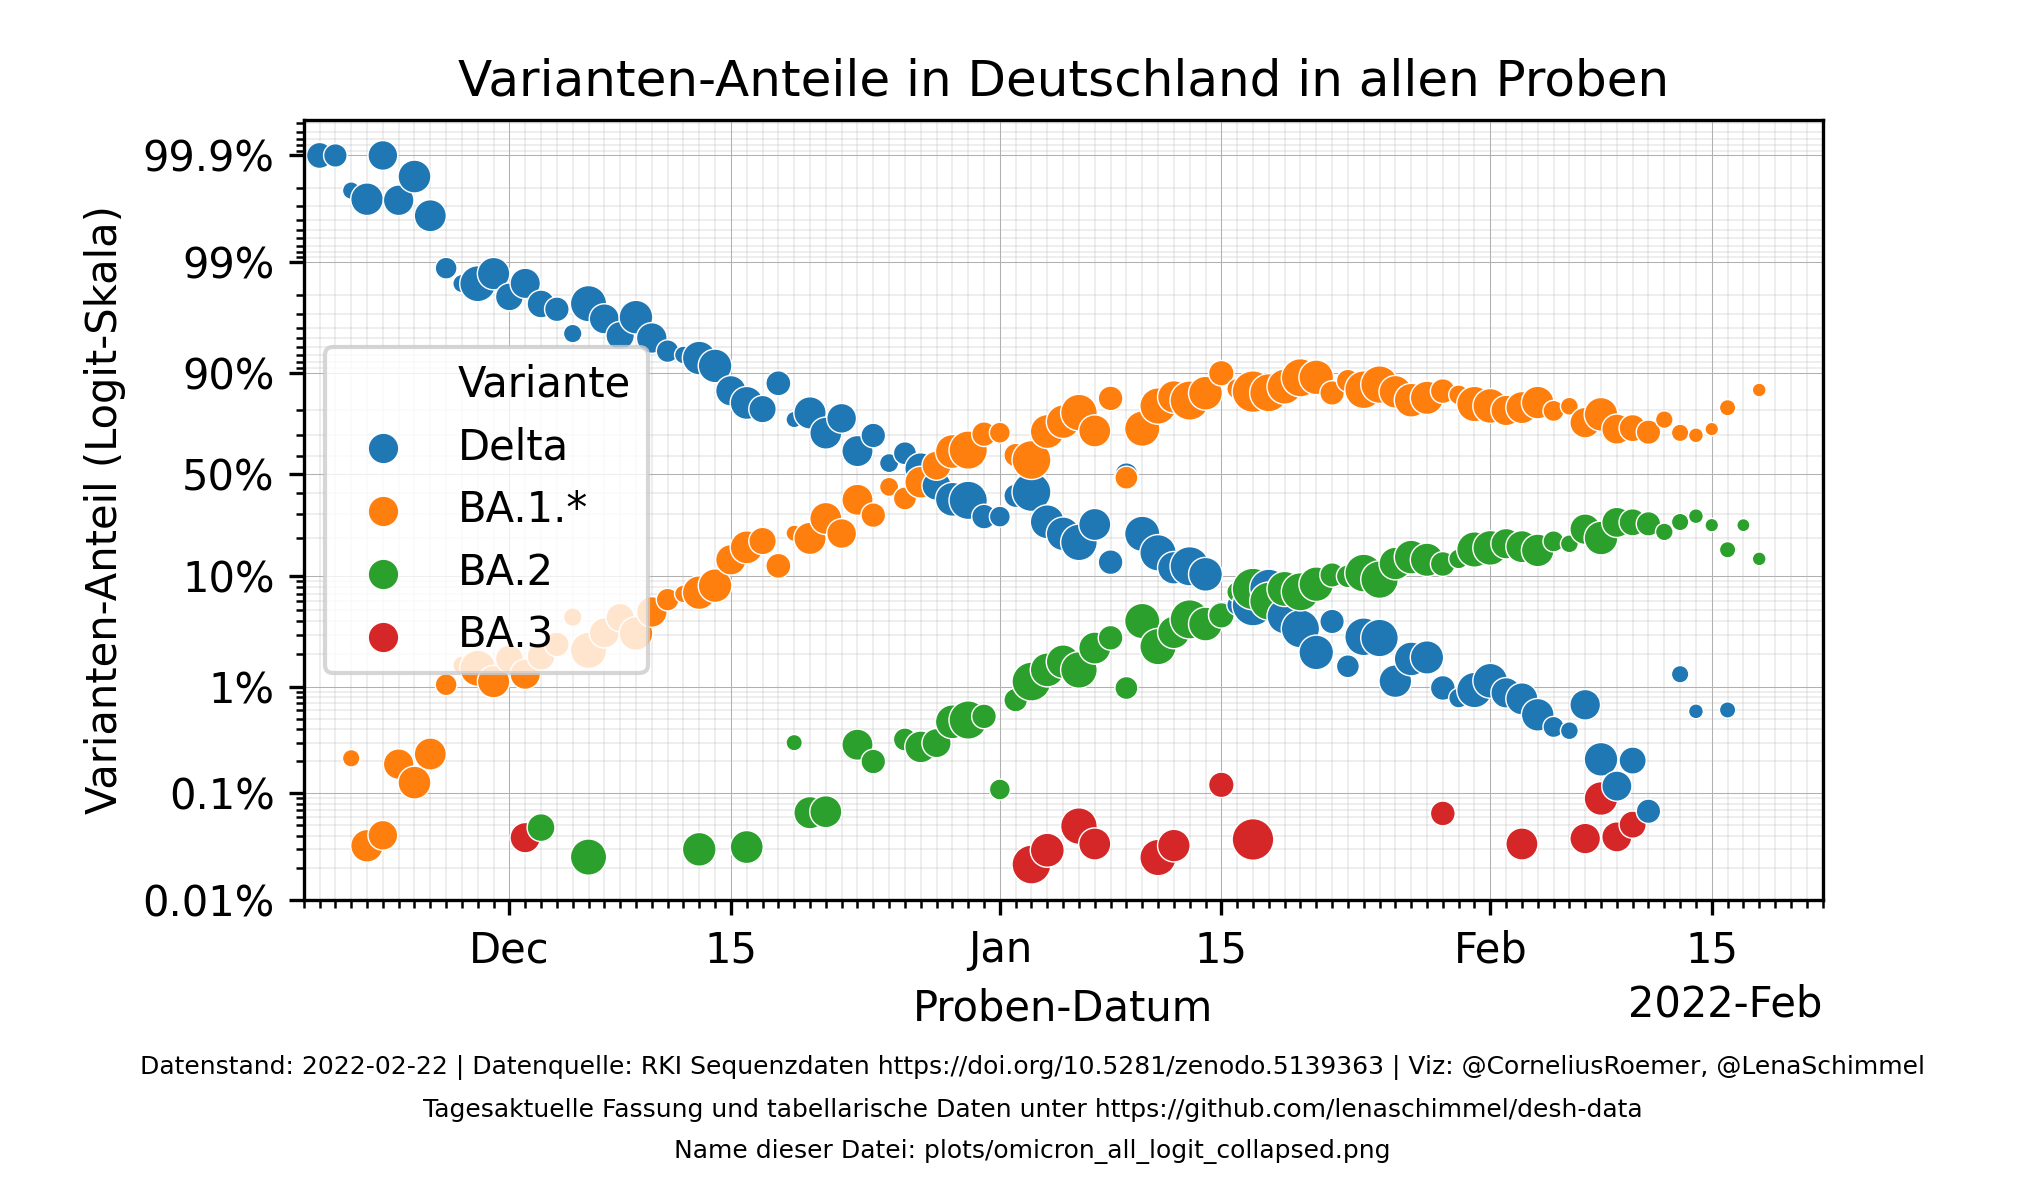 Varianten-Anteile in Deutschland in allen Proben
Varianten-Anteil (Logit-Skala)
99.9%
99%
90%
50%
10%
1%
0.1%
0.01%
Variante
Delta
BA.1.*
BA.2
BA.3
Dec
15
Jan
15
Feb
15
Proben-Datum
2022-Feb
Datenstand: 2022-02-22 | Datenquelle: RKI Sequenzdaten https://doi.org/10.5281/zenodo.5139363 | Viz: @CorneliusRoemer, @LenaSchimmel
Tagesaktuelle Fassung und tabellarische Daten unter https://github.com/lenaschimmel/desh-data
Name dieser Datei: plots/omicron_all_logit_collapsed.png